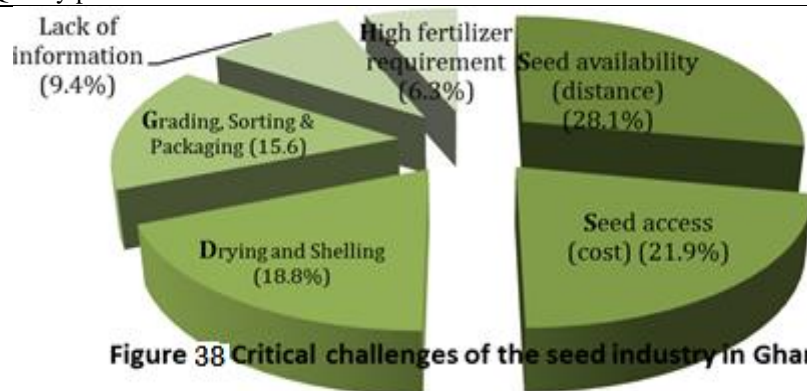 Lack of
information
(9.4%)
High fertilizer
requirement
(6.3%)
Seed availability
(distance)
(28.1%)
Grading, Sorting &
Packaging (15.6)
Seed access
(cost) (21.9%)
Drying and Shelling
(18.8%)
Figure 38 Critical challenges of the seed industry in